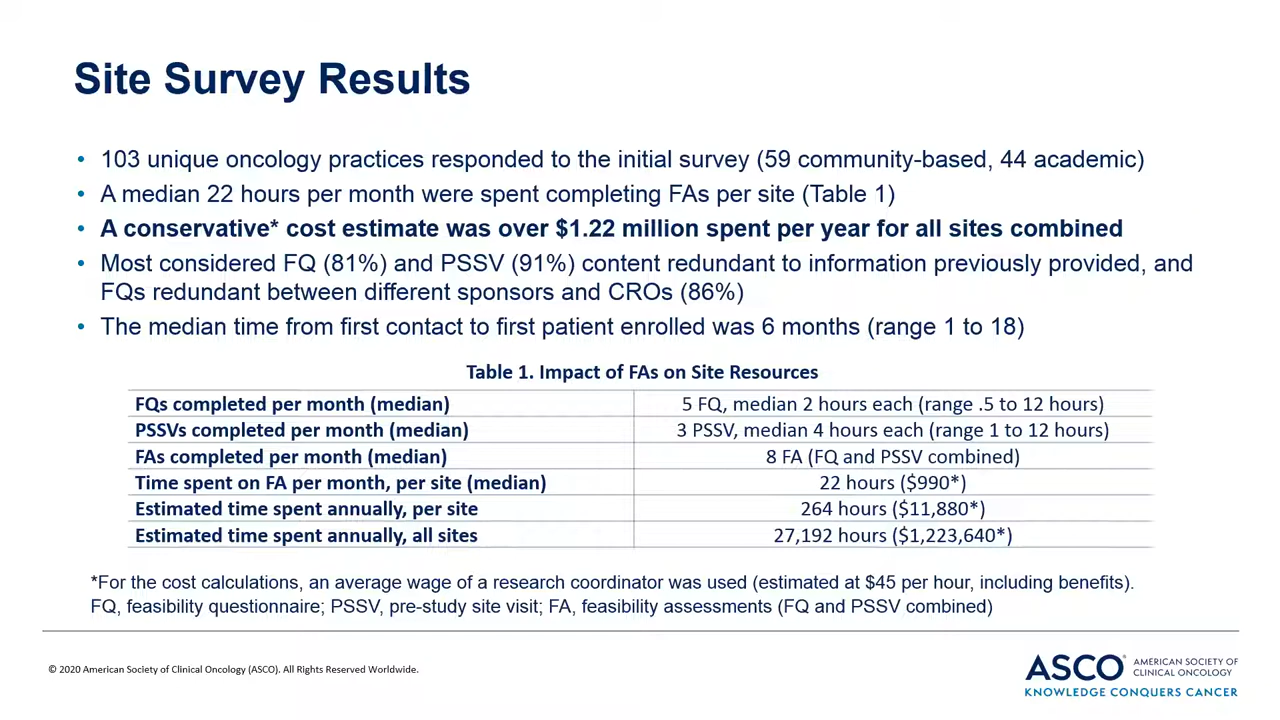 Site Survey Results
• 103 unique oncology practices responded to the initial survey (59 community-based, 44 academic)
• A median 22 hours per month were spent completing FAs per site (Table 1)
• A conservative* cost estimate was over $1.22 million spent per year for all sites combined
• Most considered FQ (81%) and PSSV (91%) content redundant to information previously provided, and
FQs redundant between different sponsors and CROs (86%)
• The median time from first contact to first patient enrolled was 6 months (range 1 to 18)
Table 1. Impact of FAs on Site Resources
FQs completed per month (median) 5 FQ, median 2 hours each (range .5 to 12 hours)
PSSVs completed per month (median) 3 PSSV, median 4 hours each (range 1 to 12 hours)
FAs completed per month (median) 8 FA (FQ and PSSV combined)
Time spent on FA per month, per site (median) 22 hours ($990*)
Estimated time spent annually, per site 264 hours ($11,880*)
Estimated time spent annually, all sites 27,192 hours ($1,223,640*)
*For the cost calculations, an average wage of a research coordinator was used (estimated at $45 per hour, including benefits).
FQ, feasibility questionnaire; PSSV, pre-study site visit; FA, feasibility assessments (FQ and PSSV combined)
© 2020 American Society of Clinical Oncology (ASCO). All Rights Reserved Worldwide.
ASCO® AMERICAN SOCIETY OF
CLINICAL ONCOLOGY
KNOWLEDGE CONQUERS CANCER